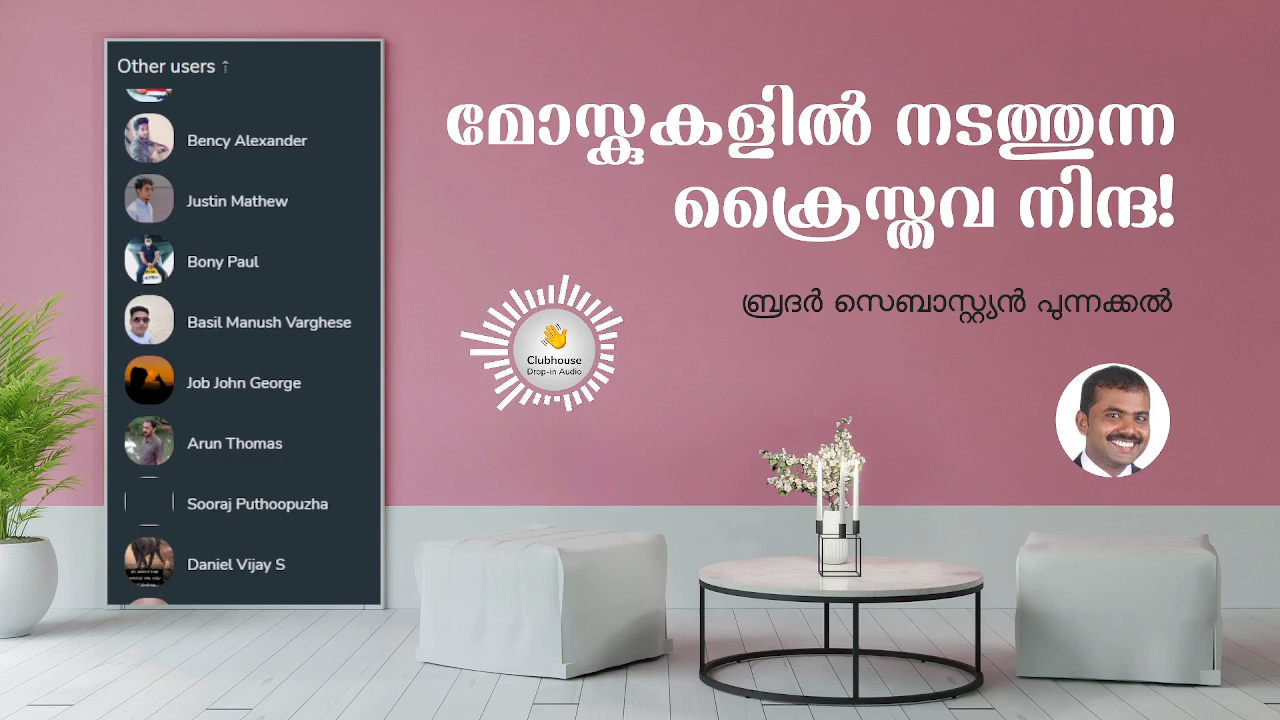 Other users ↑
Bency Alexander
Justin Mathew
Bony Paul
Basil Manush Varghese
Job John George
Arun Thomas
Sooraj Puthoopuzha
Daniel Vijay S
മോസ്കുകളിൽ നടത്തുന്ന
ക്രൈസ്തവ നിന്ദ!
ബ്രദർ സെബാസ്റ്റ്യൻ പുന്നക്കൽ
Clubhouse
Drop-in Audio